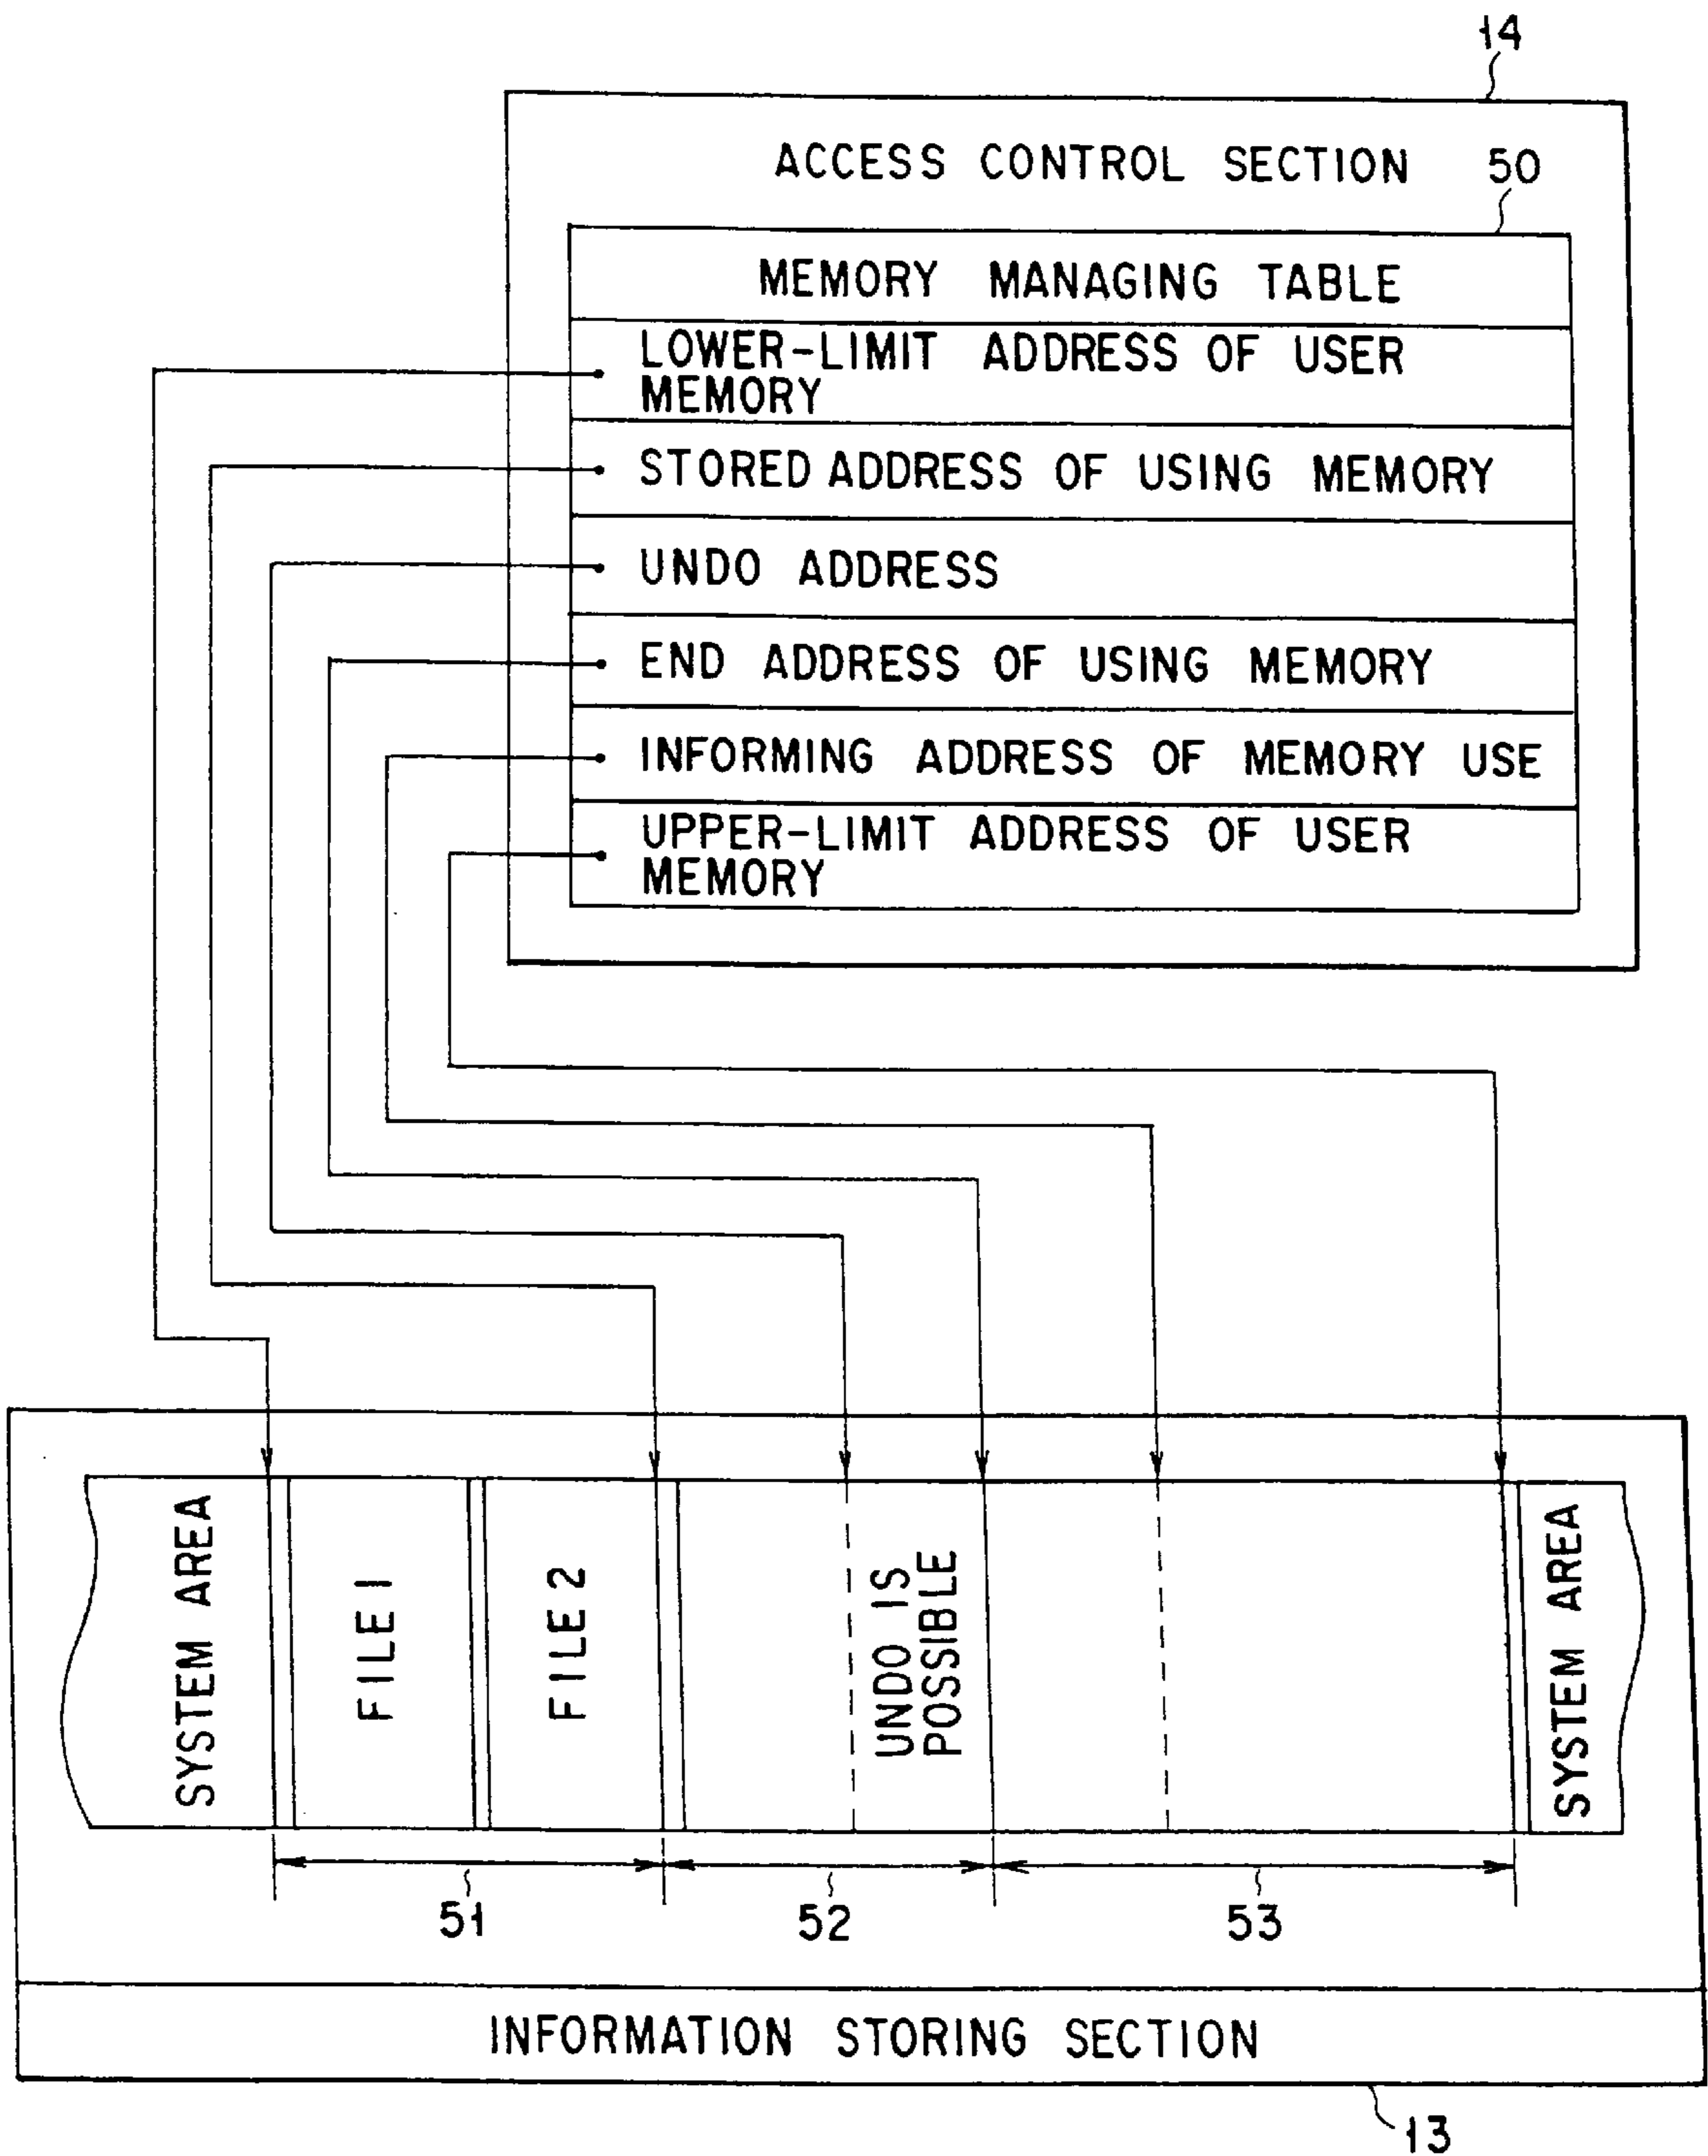 14
ACCESS CONTROL SECTION
50
MEMORY MANAGING TABLE
LOWER-LIMIT ADDRESS OF USER
MEMORY
STORED ADDRESS OF USING MEMORY
UNDO ADDRESS
END ADDRESS OF USING MEMORY
INFORMING ADDRESS OF MEMORY USE
UPPER-LIMIT ADDRESS OF USER
MEMORY
SYSTEM AREA
FILE 1
FILE 2
UNDO IS
POSSIBLE
SYSTEM AREA
51
52
53
INFORMATION STORING SECTION
13